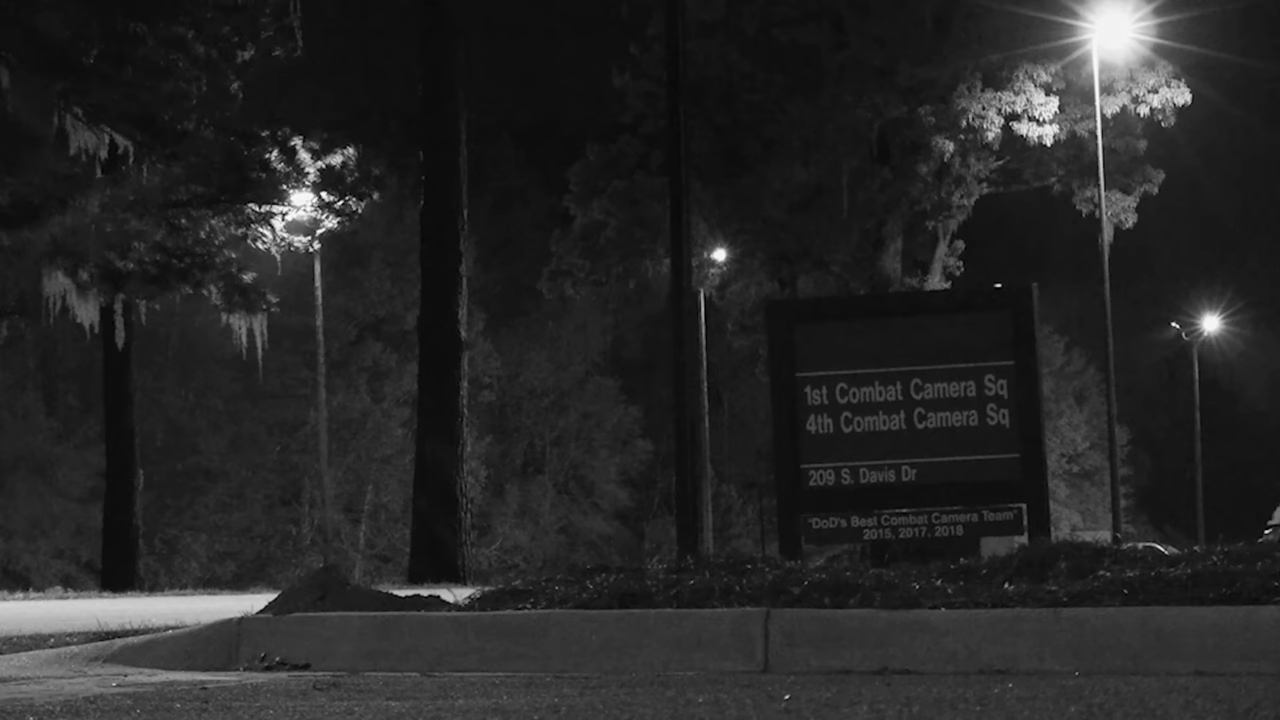 1st Combat Camera Sq
4th Combat Camera Sq
209 S. Davis Dr
"DoD's Best Combat Camera Team"
2015, 2017, 2018